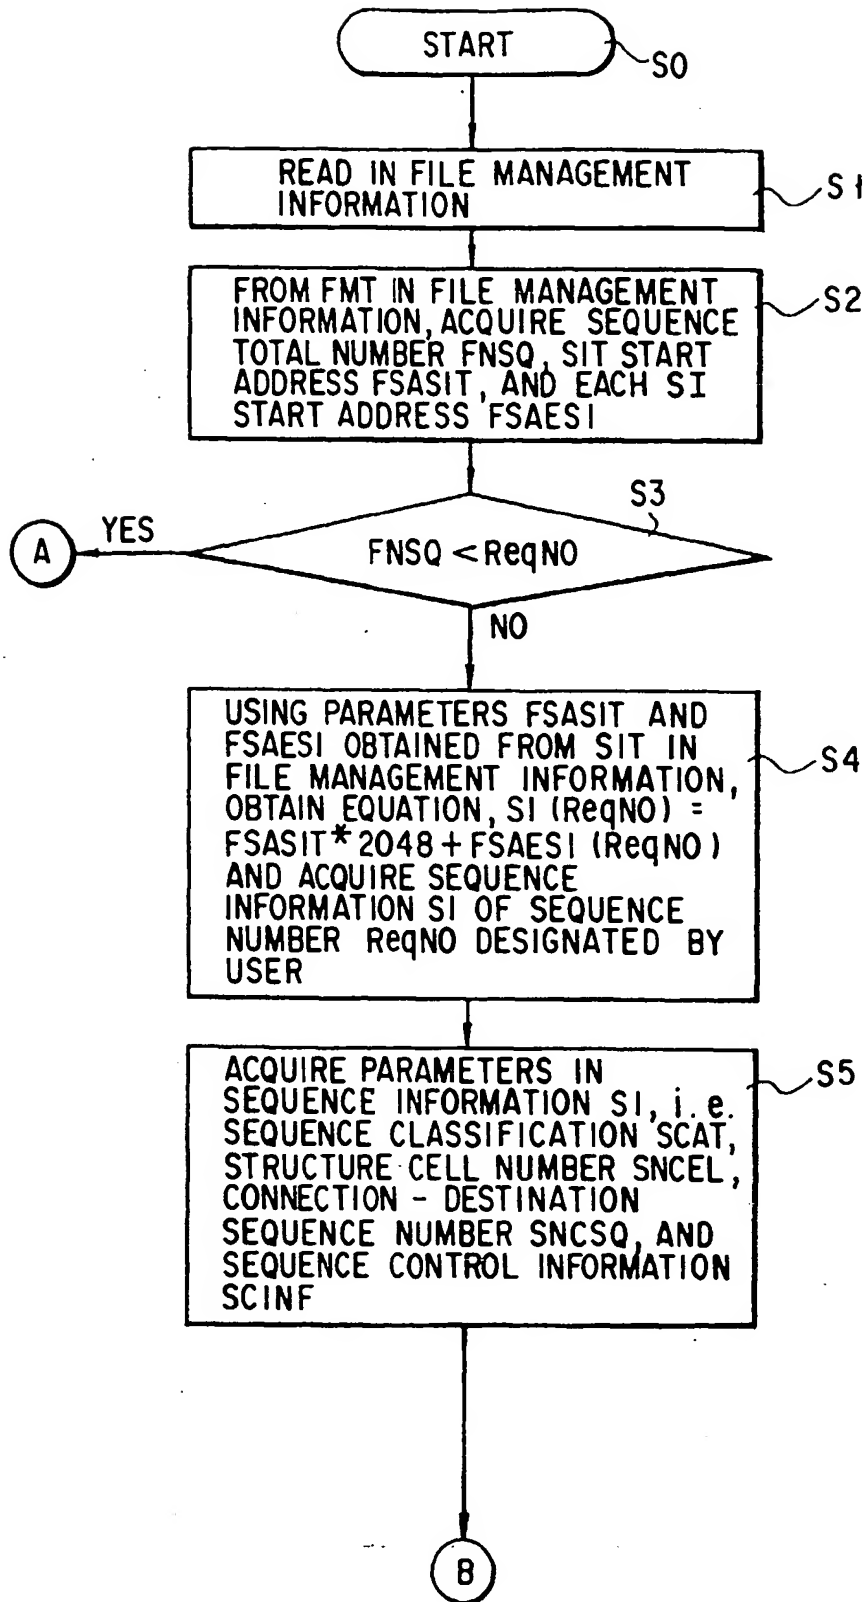 START
S0
READ IN FILE MANAGEMENT
INFORMATION
S1
FROM FMT IN FILE MANAGEMENT
INFORMATION, ACQUIRE SEQUENCE
TOTAL NUMBER FNSQ, SIT START
ADDRESS FSASIT, AND EACH SI
START ADDRESS FSAESI
S2
S3
FNSQ < ReqNO
YES
A
NO
USING PARAMETERS FSASIT AND
FSAESI OBTAINED FROM SIT IN
FILE MANAGEMENT INFORMATION,
OBTAIN EQUATION, SI (ReqNO) =
FSASIT * 2048 + FSAESI (ReqNO)
AND ACQUIRE SEQUENCE
INFORMATION SI OF SEQUENCE
NUMBER ReqNO DESIGNATED BY
USER
S4
ACQUIRE PARAMETERS IN
SEQUENCE INFORMATION SI, i.e.
SEQUENCE CLASSIFICATION SCAT,
STRUCTURE CELL NUMBER SNCEL,
CONNECTION - DESTINATION
SEQUENCE NUMBER SNCSQ, AND
SEQUENCE CONTROL INFORMATION
SCINF
S5
B